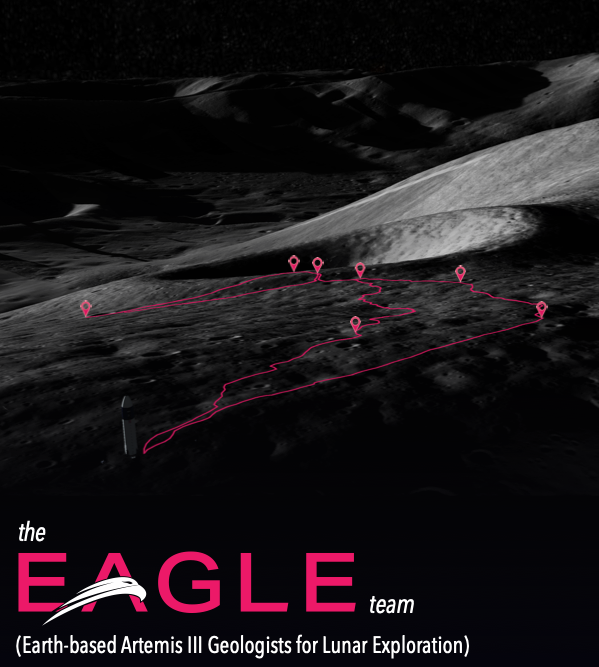 the
EAGLE team
(Earth-based Artemis III Geologists for Lunar Exploration)